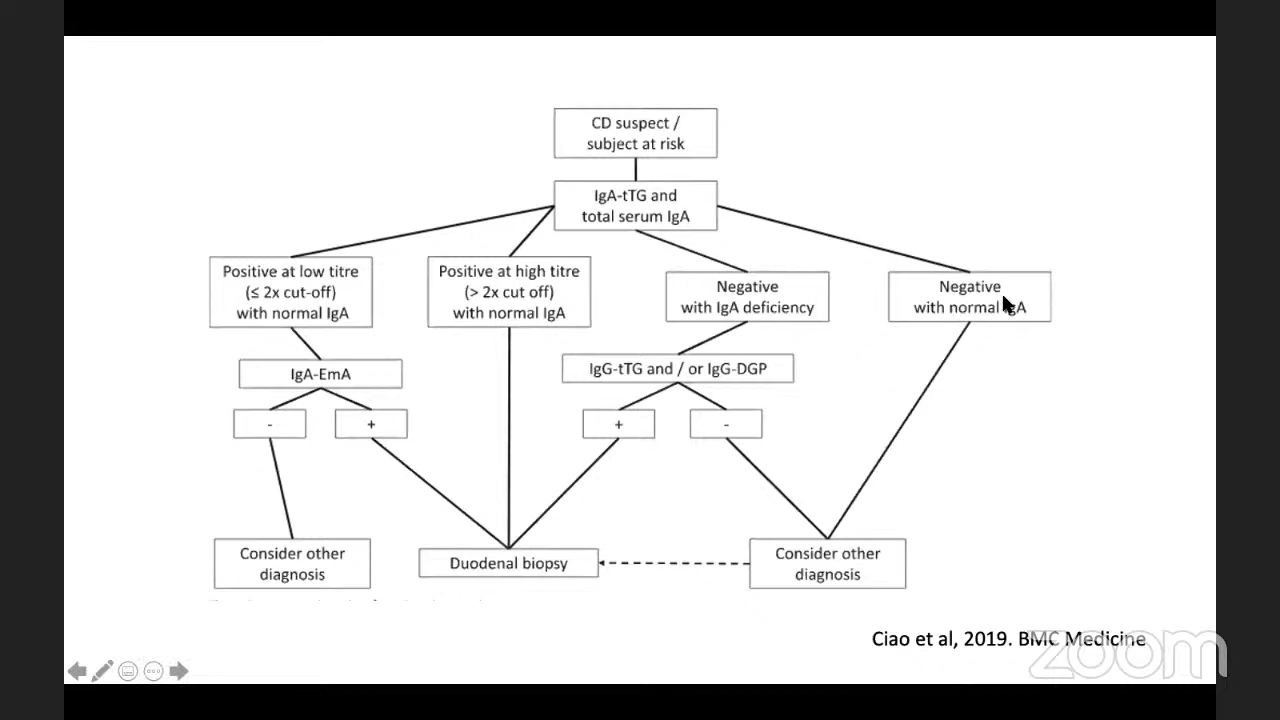 CD suspect /
subject at risk
IgA-tTG and
total serum IgA
Positive at low titre
(≤ 2x cut-off)
with normal IgA
Positive at high titre
(> 2x cut off)
with normal IgA
Negative
with IgA deficiency
Negative
with normal IgA
IgA-EmA
IgG-tTG and / or IgG-DGP
-
+
+
-
Consider other
diagnosis
Duodenal biopsy
Consider other
diagnosis
Ciao et al, 2019. BMC Medicine
zoom